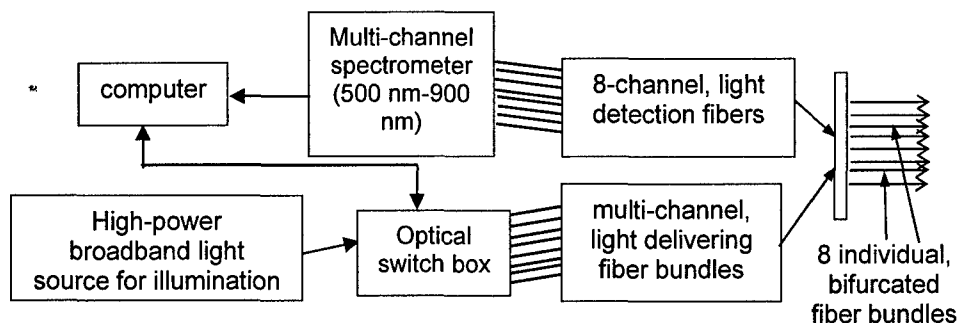 Multi-channel
spectrometer
(500 nm-900
nm)
computer
8-channel, light
detection fibers
High-power
broadband light
source for illumination
Optical
switch box
multi-channel,
light delivering
fiber bundles
8 individual,
bifurcated
fiber bundles